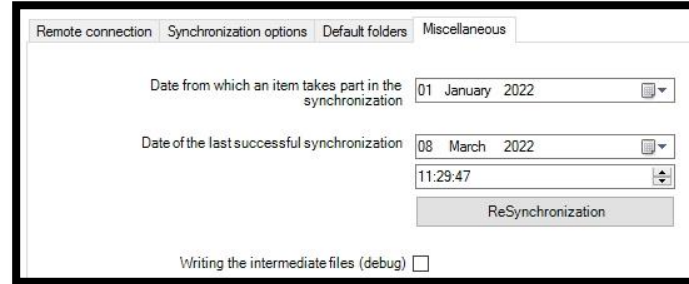 Remote connection Synchronization options Default folders Miscellaneous
Date from which an item takes part in the
synchronization
01 January 2022
Date of the last successful synchronization
08 March 2022
11:29:47
ReSynchronization
Writing the intermediate files (debug)